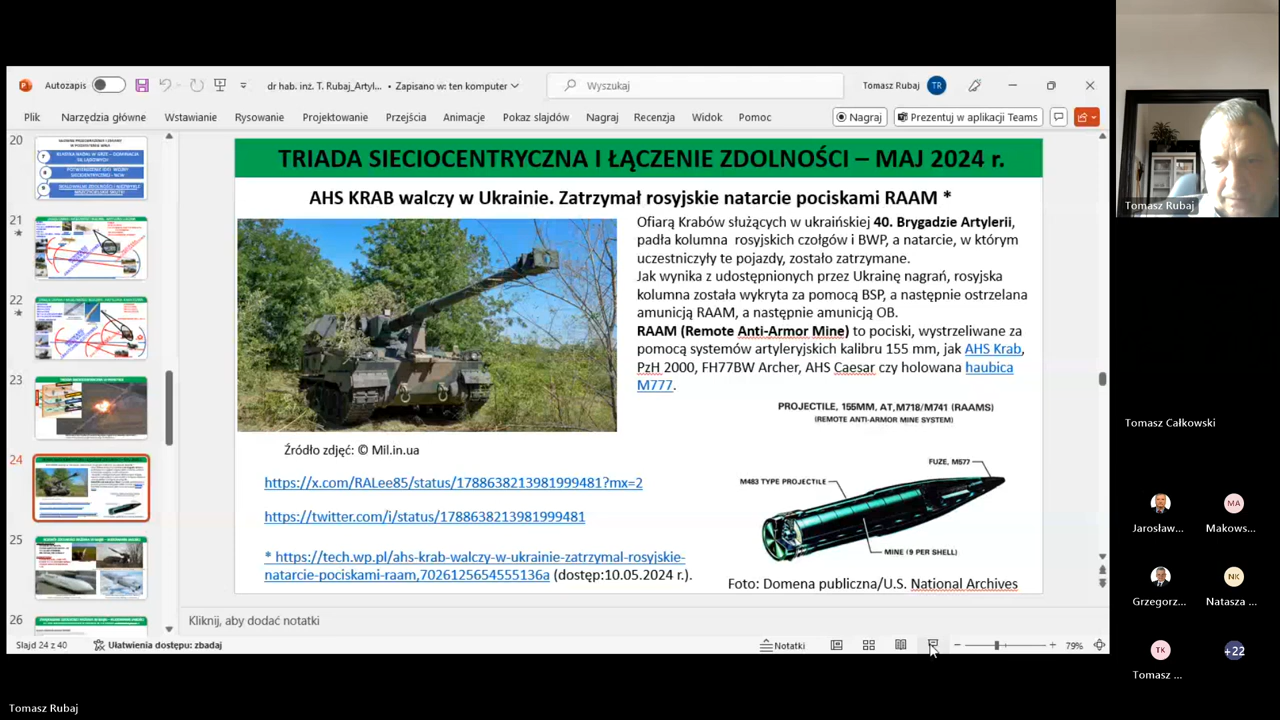 Autozapis
dr hab. inż. T. Rubaj_Artyl... • Zapisano w: ten komputer
Wyszukaj
Tomasz Rubaj
TR
Plik
Narzędzia główne
Wstawianie
Rysowanie
Projektowanie
Przejścia
Animacje
Pokaz slajdów
Nagraj
Recenzja
Widok
Pomoc
Nagraj
Prezentuj w aplikacji Teams
20
21
22
23
24
25
26
TRIADA SIECIOCENTRYCZNA I ŁĄCZENIE ZDOLNOŚCI – MAJ 2024 r.
AHS KRAB walczy w Ukrainie. Zatrzymał rosyjskie natarcie pociskami RAAM *
Ofiarą Krabów służących w ukraińskiej 40. Brygadzie Artylerii,
padła kolumna rosyjskich czołgów i BWP, a natarcie, w którym
uczestniczyły te pojazdy, zostało zatrzymane.
Jak wynika z udostępnionych przez Ukrainę nagrań, rosyjska
kolumna została wykryta za pomocą BSP, a następnie ostrzelana
amunicją RAAM, a następnie amunicją OB.
RAAM (Remote Anti-Armor Mine) to pociski, wystrzeliwane za
pomocą systemów artyleryjskich kalibru 155 mm, jak AHS Krab,
PzH 2000, FH77BW Archer, AHS Caesar czy holowana haubica
M777.
PROJECTILE, 155MM, AT, M718/M741 (RAAMS)
(REMOTE ANTI-ARMOR MINE SYSTEM)
FUZE, M577
M483 TYPE PROJECTILE
MINE (9 PER SHELL)
Foto: Domena publiczna/U.S. National Archives
Źródło zdjęć: © Mil.in.ua
https://x.com/RALee85/status/1788638213981999481?mx=2
https://twitter.com/i/status/1788638213981999481
* https://tech.wp.pl/ahs-krab-walczy-w-ukrainie-zatrzymal-rosyjskie-
natarcie-pociskami-raam,7026125654555136a (dostęp:10.05.2024 r.).
Kliknij, aby dodać notatki
Slajd 24 z 40
Ułatwienia dostępu: zbadaj
Notatki
79%
Tomasz Rubaj
Tomasz Całkowski
MA
Jarosław...
Makows...
NK
Grzegorz...
Natasza ...
TK
+22
Tomasz ...
Tomasz Rubaj